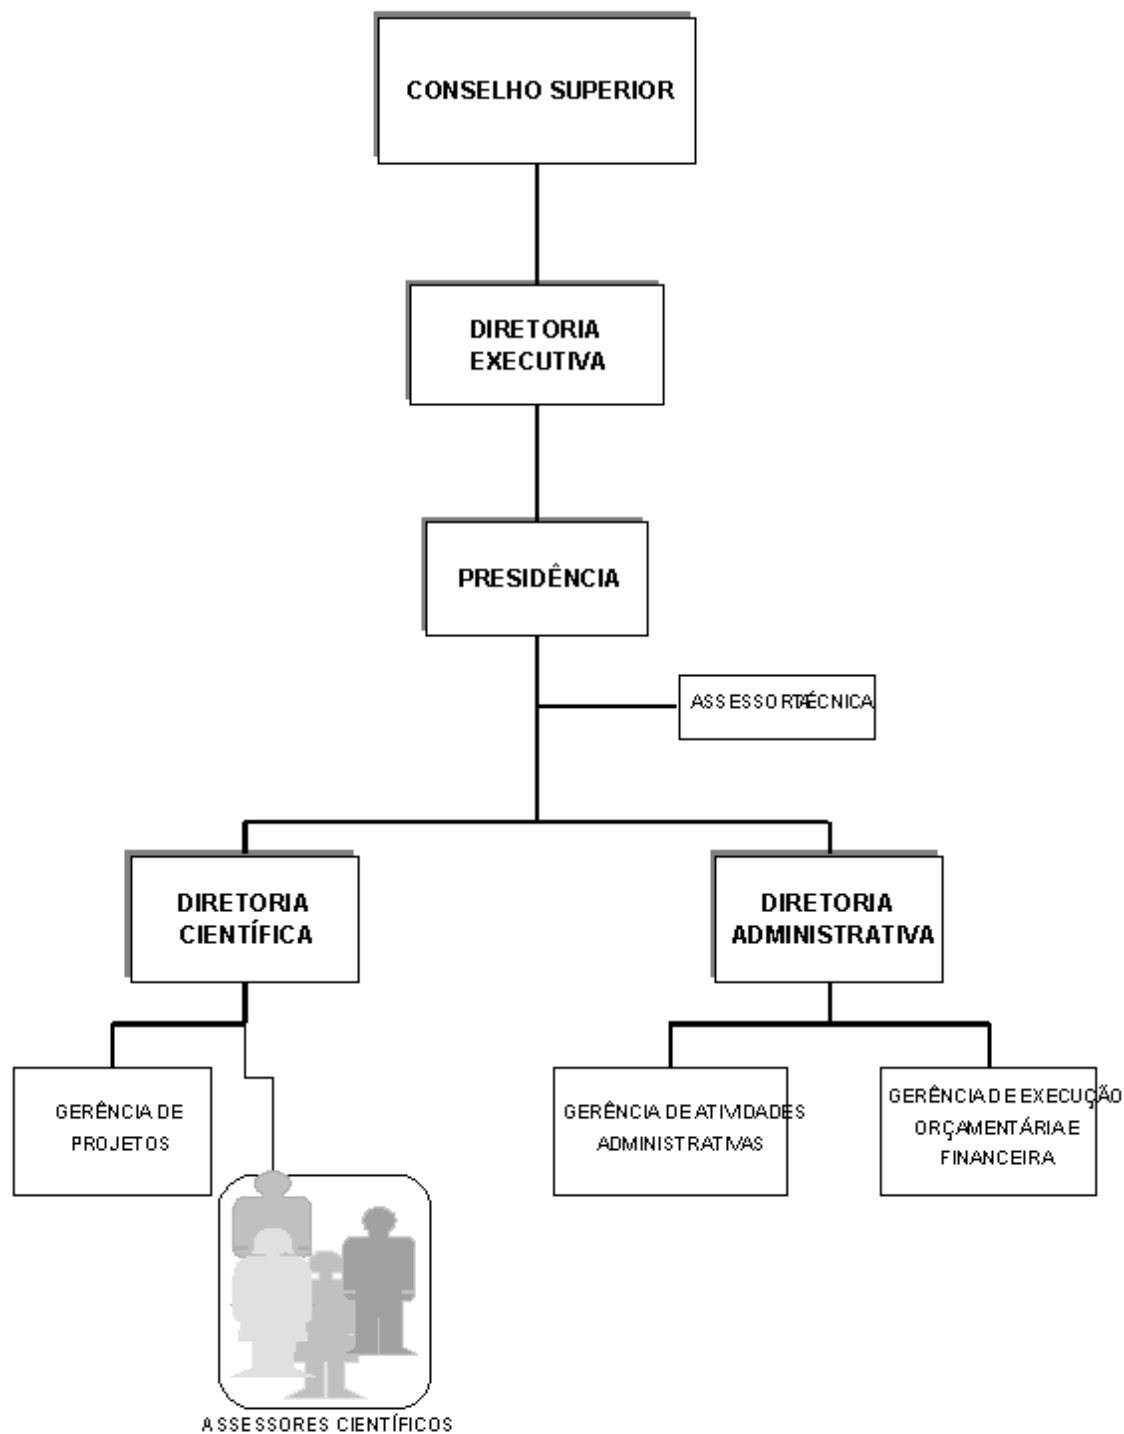 CONSELHO SUPERIOR
DIRETORIA
EXECUTIVA
PRESIDÊNCIA
ASSESSORTÉCNICA
DIRETORIA
CIENTÍFICA
DIRETORIA
ADMINISTRATIVA
GERÊNCIA DE
PROJETOS
GERÊNCIA DE ATIVIDADES
ADMINISTRATIVAS
GERÊNCIA DE EXECUÇÃO
ORÇAMENTÁRIA E
FINANCEIRA
ASSESSORES CIENTÍFICOS